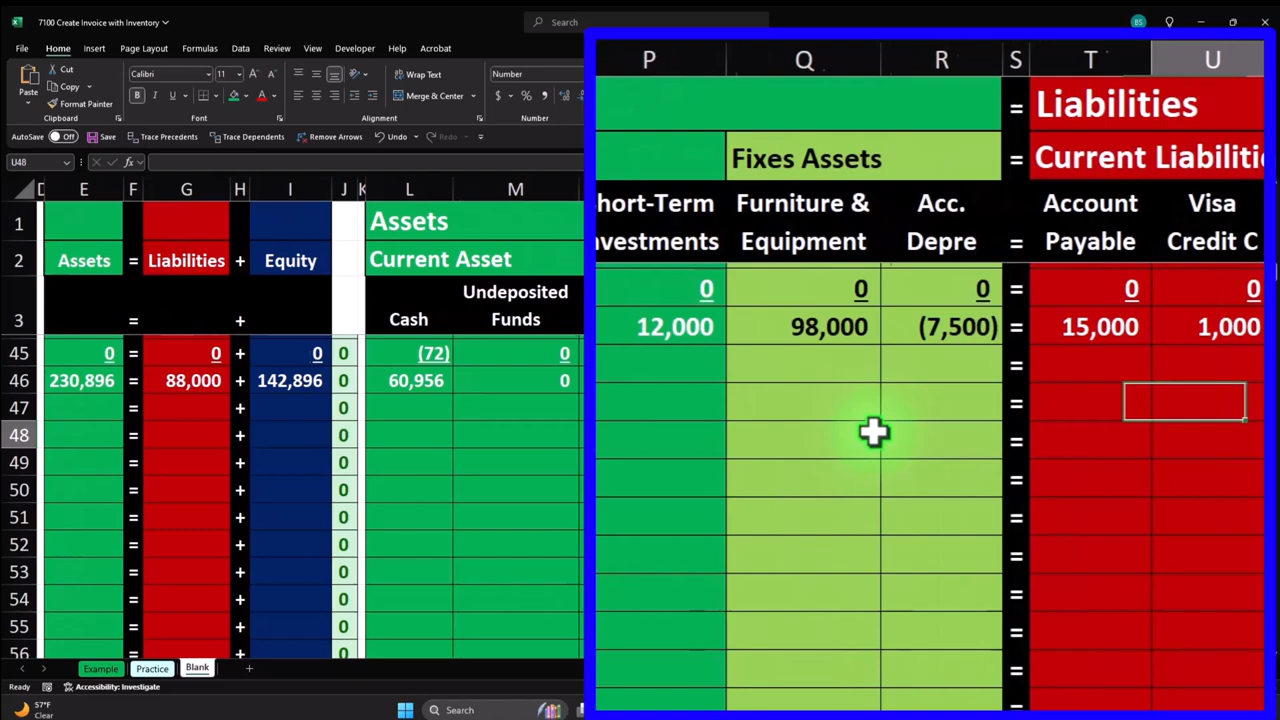 7100 Create Invoice with Inventory
Search
BS
File Home Insert Page Layout Formulas Data Review View Developer Help Acrobat
Paste
Cut
Copy
Format Painter
Clipboard
Calibri 11
B I U
Font
Wrap Text
Merge & Center
Alignment
Number
$ % ,
Number
AutoSave Off Save Trace Precedents Trace Dependents Remove Arrows Undo Redo
U48 fx
D E F G H I J K L M
1 Assets
2 Assets = Liabilities + Equity Current Asset
3 = + Cash Undeposited Funds
45 0 = 0 + 0 0 (72) 0
46 230,896 = 88,000 + 142,896 0 60,956 0
47 = + 0
48 = + 0
49 = + 0
50 = + 0
51 = + 0
52 = + 0
53 = + 0
54 = + 0
55 = + 0
56 = + 0
P Q R S T U
= Liabilities
Fixes Assets = Current Liabiliti
hort-Term Furniture & Acc. Account Visa
nvestments Equipment Depre = Payable Credit C
0 0 0 = 0 0
12,000 98,000 (7,500) = 15,000 1,000
=
=
=
=
=
=
=
=
=
=
Example Practice Blank +
Ready Accessibility: Investigate
57°F
Clear
Search